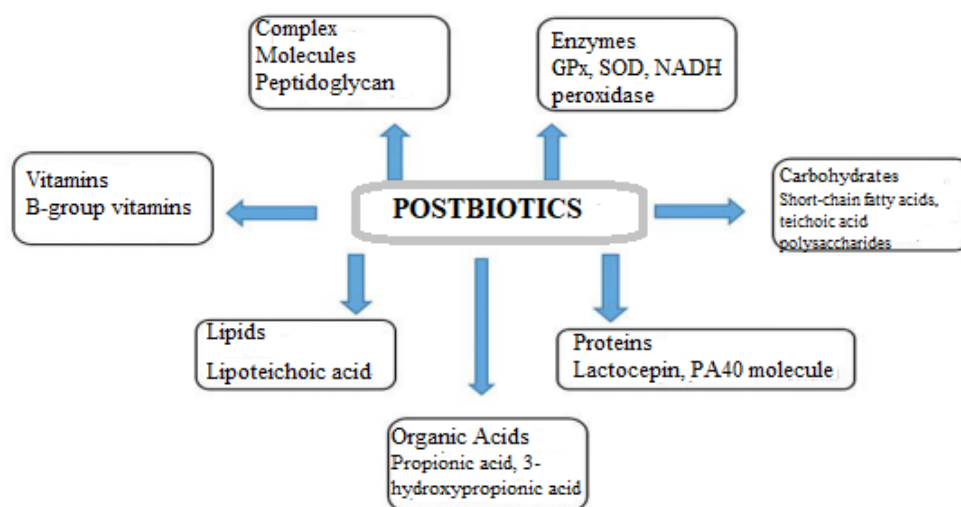 Complex
Molecules
Peptidoglycan
Enzymes
GPx, SOD, NADH
peroxidase
Vitamins
B-group vitamins
POSTBIOTICS
Carbohydrates
Short-chain fatty acids,
teichoic acid
polysaccharides
Lipids
Lipoteichoic acid
Proteins
Lactocepin, PA40 molecule
Organic Acids
Propionic acid, 3-
hydroxypropionic acid